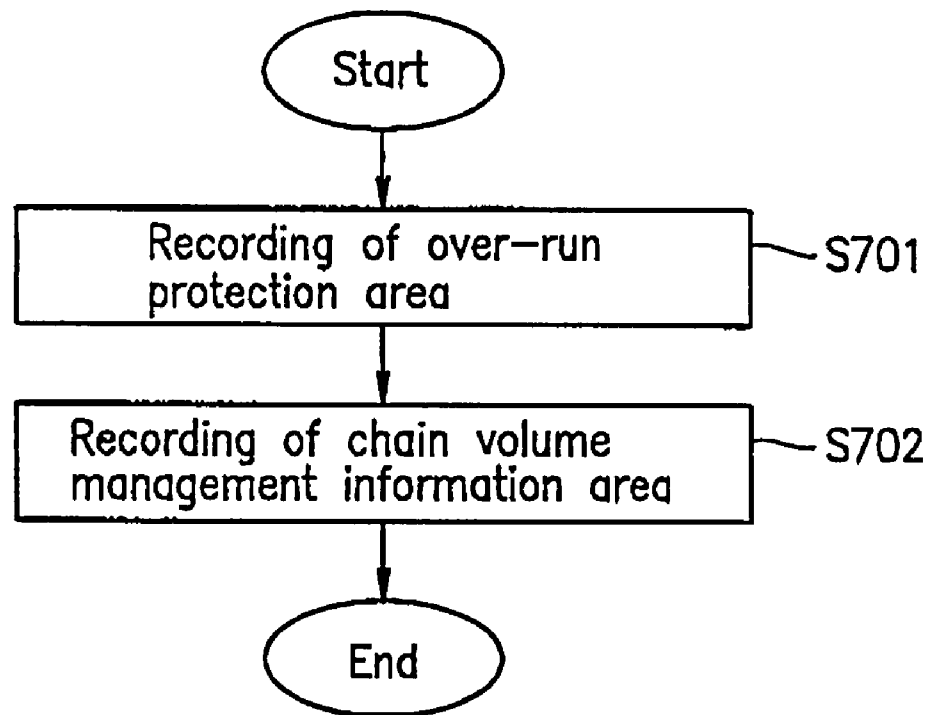 Start
Recording of over-run
protection area
S701
Recording of chain volume
management information area
S702
End